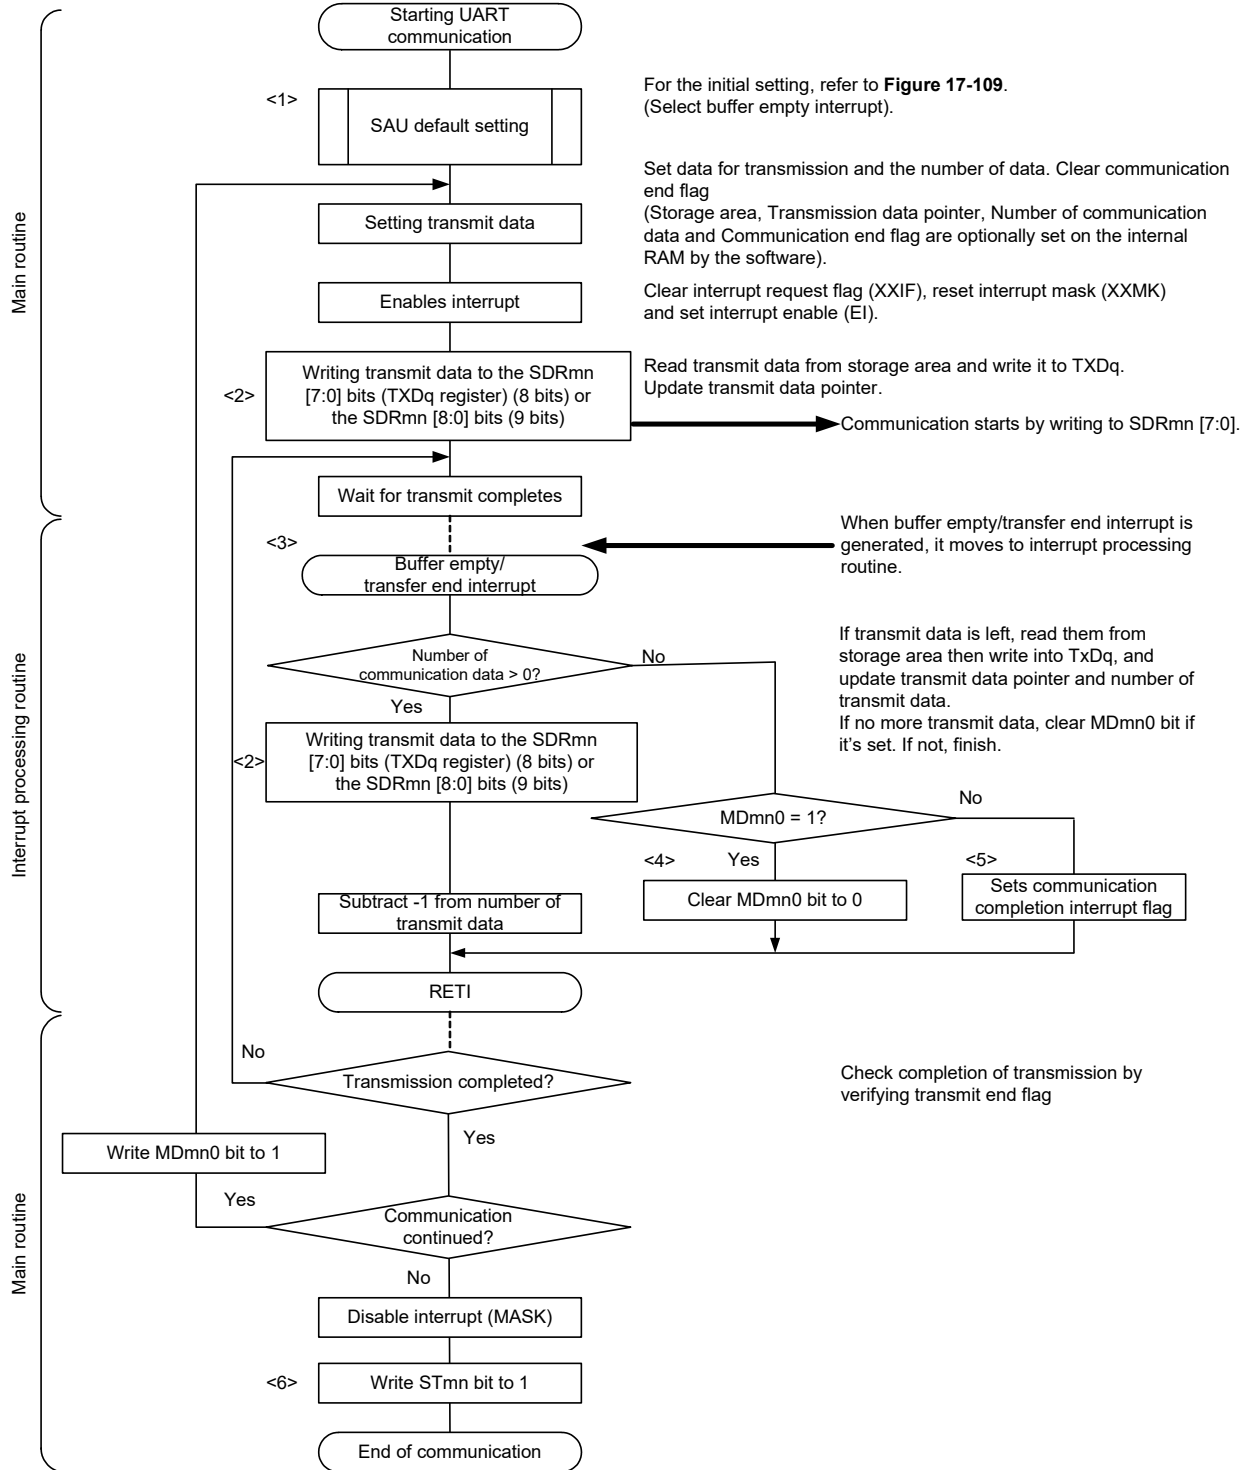 Starting UART
communication
For the initial setting, refer to Figure 17-109.
(Select buffer empty interrupt).
<1>
SAU default setting
Set data for transmission and the number of data. Clear communication
end flag
(Storage area, Transmission data pointer, Number of communication
data and Communication end flag are optionally set on the internal
RAM by the software).
Setting transmit data
Main routine
Enables interrupt
Clear interrupt request flag (XXIF), reset interrupt mask (XXMK)
and set interrupt enable (EI).
<2>
Writing transmit data to the SDRmn
[7:0] bits (TXDq register) (8 bits) or
the SDRmn [8:0] bits (9 bits)
Read transmit data from storage area and write it to TXDq.
Update transmit data pointer.
Communication starts by writing to SDRmn [7:0].
Wait for transmit completes
<3>
When buffer empty/transfer end interrupt is
generated, it moves to interrupt processing
routine.
Buffer empty/
transfer end interrupt
Interrupt processing routine
Number of
communication data > 0?
No
Yes
If transmit data is left, read them from
storage area then write into TxDq, and
update transmit data pointer and number of
transmit data.
If no more transmit data, clear MDmn0 bit if
it's set. If not, finish.
<2>
Writing transmit data to the SDRmn
[7:0] bits (TXDq register) (8 bits) or
the SDRmn [8:0] bits (9 bits)
MDmn0 = 1?
No
<4>
Yes
<5>
Subtract -1 from number of
transmit data
Clear MDmn0 bit to 0
Sets communication
completion interrupt flag
RETI
No
Transmission completed?
Check completion of transmission by
verifying transmit end flag
Yes
Write MDmn0 bit to 1
Yes
Communication
continued?
Main routine
No
Disable interrupt (MASK)
<6>
Write STmn bit to 1
End of communication